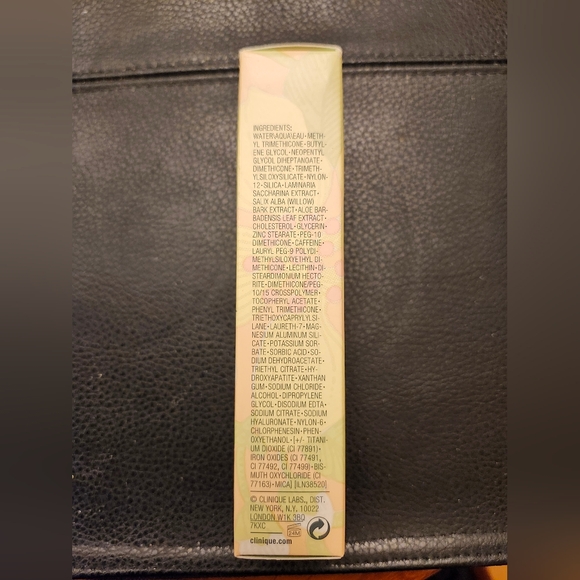 INGREDIENTS:
WATER\AQUA\EAU•METH-
YL TRIMETHICONE•BUTYL-
ENE GLYCOL•NEOPENTYL
GLYCOL DIHEPTANOATE•
DIMETHICONE•TRIMETH-
YLSILOXYSILICATE•NYLON-
12•SILICA•LAMINARIA
SACCHARINA EXTRACT•
SALIX ALBA (WILLOW)
BARK EXTRACT•ALOE BAR-
BADENSIS LEAF EXTRACT•
CHOLESTEROL•GLYCERIN•
ZINC STEARATE•PEG-10
DIMETHICONE•CAFFEINE•
LAURYL PEG-9 POLYDI-
METHYLSILOXYETHYL DI-
METHICONE•LECITHIN•DI-
STEARDIMONIUM HECTO-
RITE•DIMETHICONE/PEG-
10/15 CROSSPOLYMER•
TOCOPHERYL ACETATE•
PHENYL TRIMETHICONE•
TRIETHOXYCAPRYLYLSI-
LANE•LAURETH-7•MAG-
NESIUM ALUMINUM SILI-
CATE•POTASSIUM SOR-
BATE•SORBIC ACID•SO-
DIUM DEHYDROACETATE•
TRIETHYL CITRATE•HY-
DROXYAPATITE•XANTHAN
GUM•SODIUM CHLORIDE•
ALCOHOL•DIPROPYLENE
GLYCOL•DISODIUM EDTA•
SODIUM CITRATE•SODIUM
HYALURONATE•NYLON-6•
CHLORPHENESIN•PHEN-
OXYETHANOL•[+/- TITANI-
UM DIOXIDE (CI 77891)•
IRON OXIDES (CI 77491,
CI 77492, CI 77499)•BIS-
MUTH OXYCHLORIDE (CI
77163)•MICA] [ILN38520]
© CLINIQUE LABS., DIST.
NEW YORK, N.Y. 10022
LONDON W1K 3BQ
7KXC
24M
clinique.com